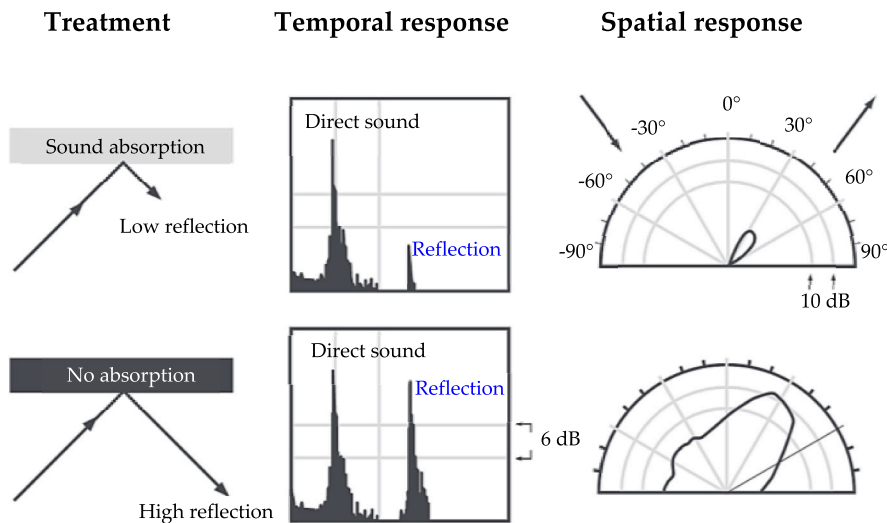 Treatment
Temporal response
Spatial response
Sound absorption
Low reflection
Direct sound
Reflection
0°
-30°
30°
-60°
60°
-90°
90°
10 dB
No absorption
High reflection
Direct sound
Reflection
6 dB